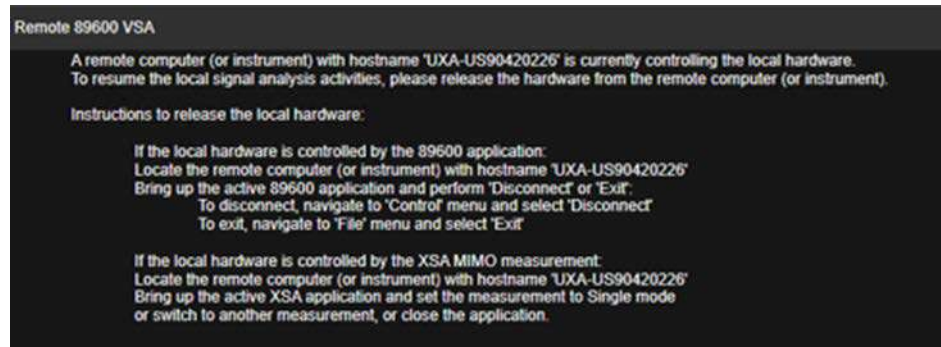 Remote 89600 VSA
A remote computer (or instrument) with hostname 'UXA-US90420226' is currently controlling the local hardware.
To resume the local signal analysis activities, please release the hardware from the remote computer (or instrument).
Instructions to release the local hardware:
If the local hardware is controlled by the 89600 application:
Locate the remote computer (or instrument) with hostname 'UXA-US90420226'
Bring up the active 89600 application and perform 'Disconnect' or 'Exit':
To disconnect, navigate to 'Control' menu and select 'Disconnect'
To exit, navigate to 'File' menu and select 'Exit'
If the local hardware is controlled by the XSA MIMO measurement:
Locate the remote computer (or instrument) with hostname 'UXA-US90420226'
Bring up the active XSA application and set the measurement to Single mode
or switch to another measurement, or close the application.